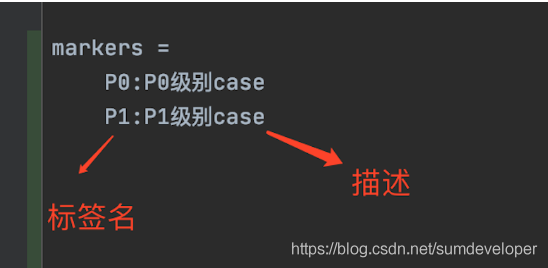 markers =
P0:P0级别case
P1:P1级别case
标签名
描述
https://blog.csdn.net/sumdeveloper